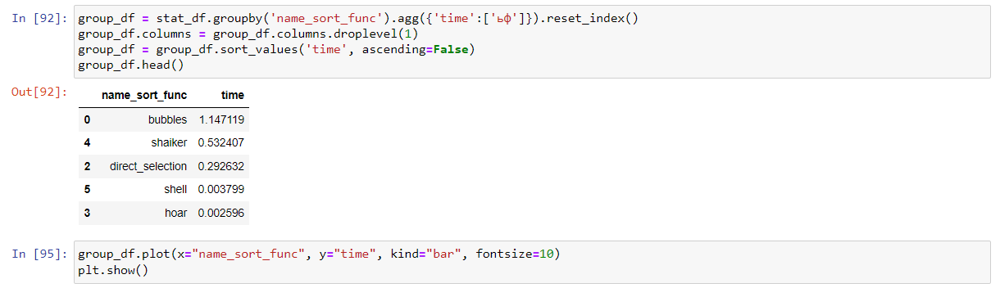 In [92]: group_df = stat_df.groupby('name_sort_func').agg({'time':['ьф']}).reset_index()
group_df.columns = group_df.columns.droplevel(1)
group_df = group_df.sort_values('time', ascending=False)
group_df.head()
Out[92]:
name_sort_func time
0 bubbles 1.147119
4 shaiker 0.532407
2 direct_selection 0.292632
5 shell 0.003799
3 hoar 0.002596
In [95]: group_df.plot(x="name_sort_func", y="time", kind="bar", fontsize=10)
plt.show()